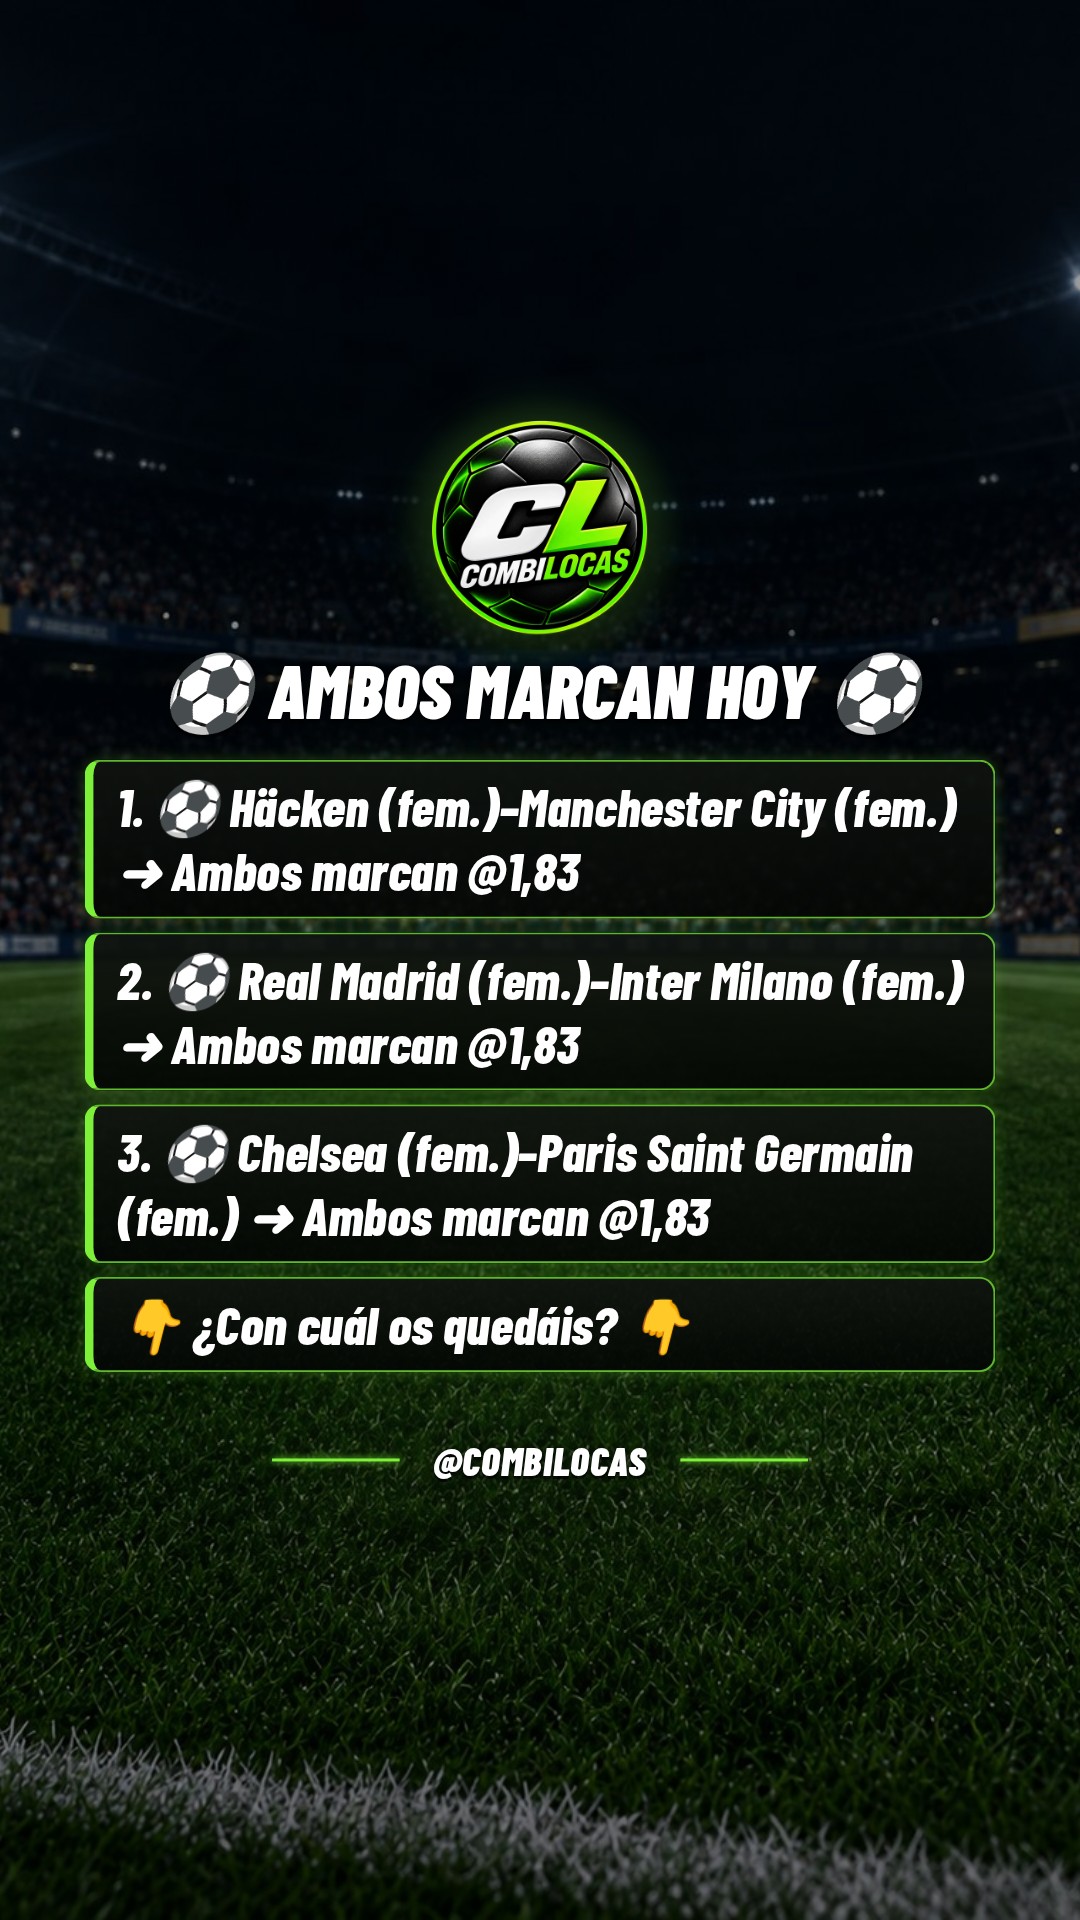 CL
COMBILOCAS
⚽ AMBOS MARCAN HOY ⚽
1. ⚽ Häcken (fem.)-Manchester City (fem.)
➜ Ambos marcan @1,83
2. ⚽ Real Madrid (fem.)-Inter Milano (fem.)
➜ Ambos marcan @1,83
3. ⚽ Chelsea (fem.)-Paris Saint Germain
(fem.) ➜ Ambos marcan @1,83
👇 ¿Con cuál os quedáis? 👇
@COMBILOCAS